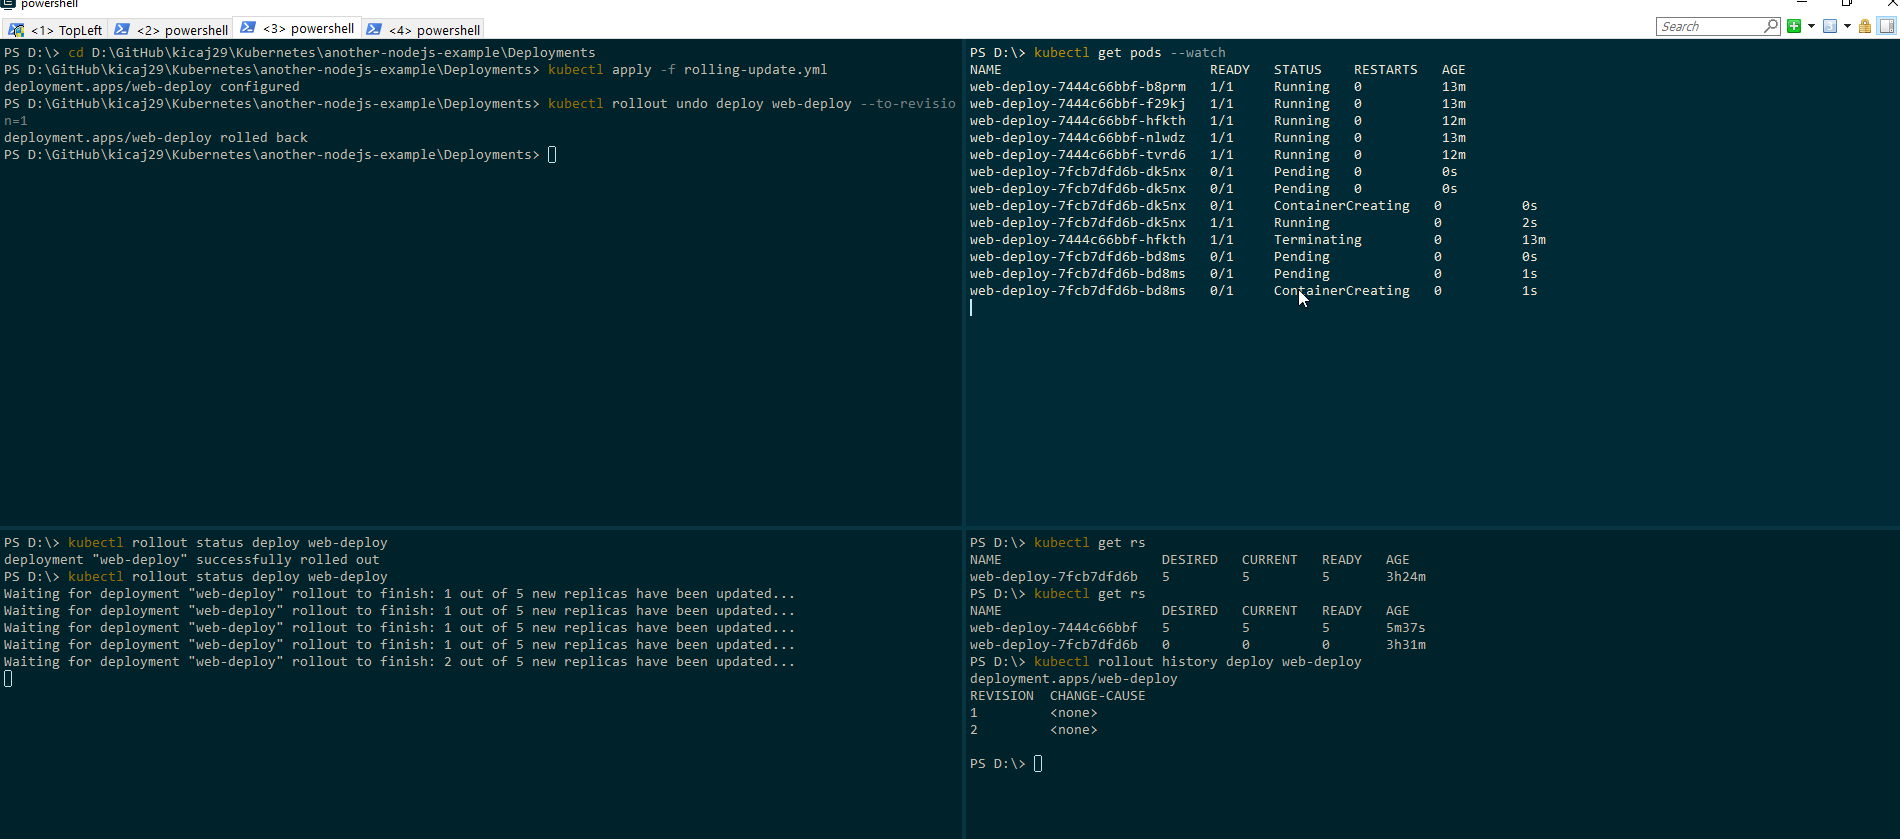 powershell
<1> TopLeft <2> powershell <3> powershell <4> powershell Search
PS D:\> cd D:\GitHub\kicaj29\Kubernetes\another-nodejs-example\Deployments
PS D:\GitHub\kicaj29\Kubernetes\another-nodejs-example\Deployments> kubectl apply -f rolling-update.yml
deployment.apps/web-deploy configured
PS D:\GitHub\kicaj29\Kubernetes\another-nodejs-example\Deployments> kubectl rollout undo deploy web-deploy --to-revisio
n=1
deployment.apps/web-deploy rolled back
PS D:\GitHub\kicaj29\Kubernetes\another-nodejs-example\Deployments>
PS D:\> kubectl get pods --watch
NAME READY STATUS RESTARTS AGE
web-deploy-7444c66bbf-b8prm 1/1 Running 0 13m
web-deploy-7444c66bbf-f29kj 1/1 Running 0 13m
web-deploy-7444c66bbf-hfkth 1/1 Running 0 12m
web-deploy-7444c66bbf-nlwdz 1/1 Running 0 13m
web-deploy-7444c66bbf-tvrd6 1/1 Running 0 12m
web-deploy-7fcb7dfd6b-dk5nx 0/1 Pending 0 0s
web-deploy-7fcb7dfd6b-dk5nx 0/1 Pending 0 0s
web-deploy-7fcb7dfd6b-dk5nx 0/1 ContainerCreating 0 0s
web-deploy-7fcb7dfd6b-dk5nx 1/1 Running 0 2s
web-deploy-7444c66bbf-hfkth 1/1 Terminating 0 13m
web-deploy-7fcb7dfd6b-bd8ms 0/1 Pending 0 0s
web-deploy-7fcb7dfd6b-bd8ms 0/1 Pending 0 1s
web-deploy-7fcb7dfd6b-bd8ms 0/1 ContainerCreating 0 1s
PS D:\> kubectl rollout status deploy web-deploy
deployment "web-deploy" successfully rolled out
PS D:\> kubectl rollout status deploy web-deploy
Waiting for deployment "web-deploy" rollout to finish: 1 out of 5 new replicas have been updated...
Waiting for deployment "web-deploy" rollout to finish: 1 out of 5 new replicas have been updated...
Waiting for deployment "web-deploy" rollout to finish: 1 out of 5 new replicas have been updated...
Waiting for deployment "web-deploy" rollout to finish: 1 out of 5 new replicas have been updated...
Waiting for deployment "web-deploy" rollout to finish: 2 out of 5 new replicas have been updated...
PS D:\> kubectl get rs
NAME DESIRED CURRENT READY AGE
web-deploy-7fcb7dfd6b 5 5 5 3h24m
PS D:\> kubectl get rs
NAME DESIRED CURRENT READY AGE
web-deploy-7444c66bbf 5 5 5 5m37s
web-deploy-7fcb7dfd6b 0 0 0 3h31m
PS D:\> kubectl rollout history deploy web-deploy
deployment.apps/web-deploy
REVISION CHANGE-CAUSE
1 <none>
2 <none>
PS D:\>